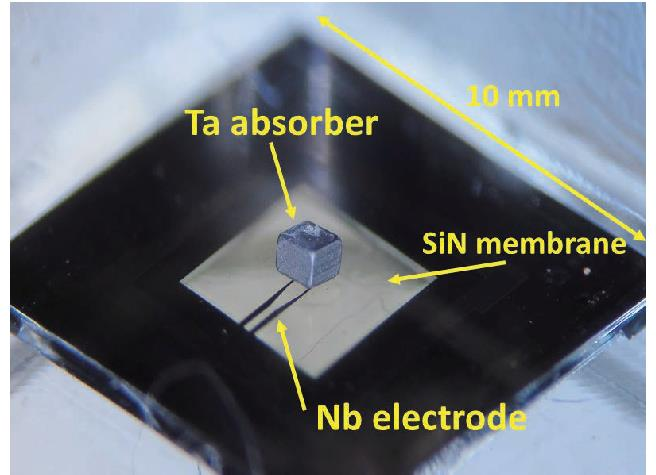 10 mm
Ta absorber
SiN membrane
Nb electrode